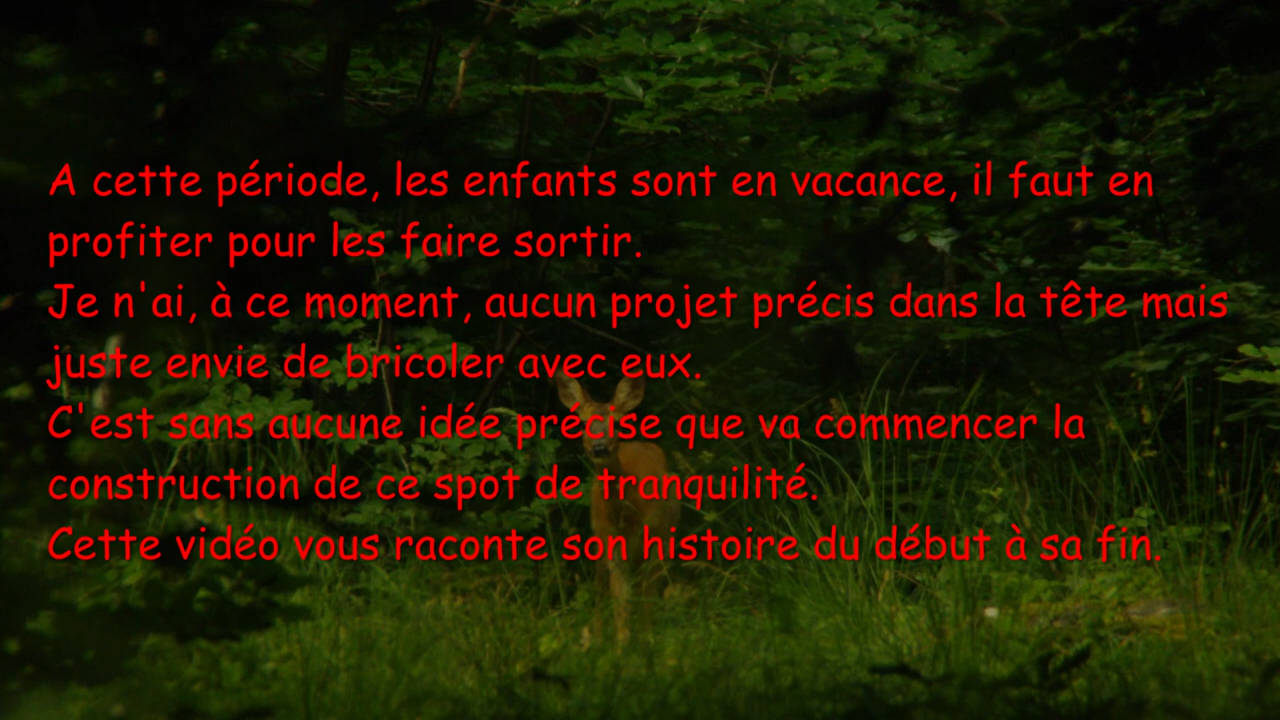 A cette période, les enfants sont en vacance, il faut en
profiter pour les faire sortir.
Je n'ai, à ce moment, aucun projet précis dans la tête mais
juste envie de bricoler avec eux.
C'est sans aucune idée précise que va commencer la
construction de ce spot de tranquilité.
Cette vidéo vous raconte son histoire du début à sa fin.